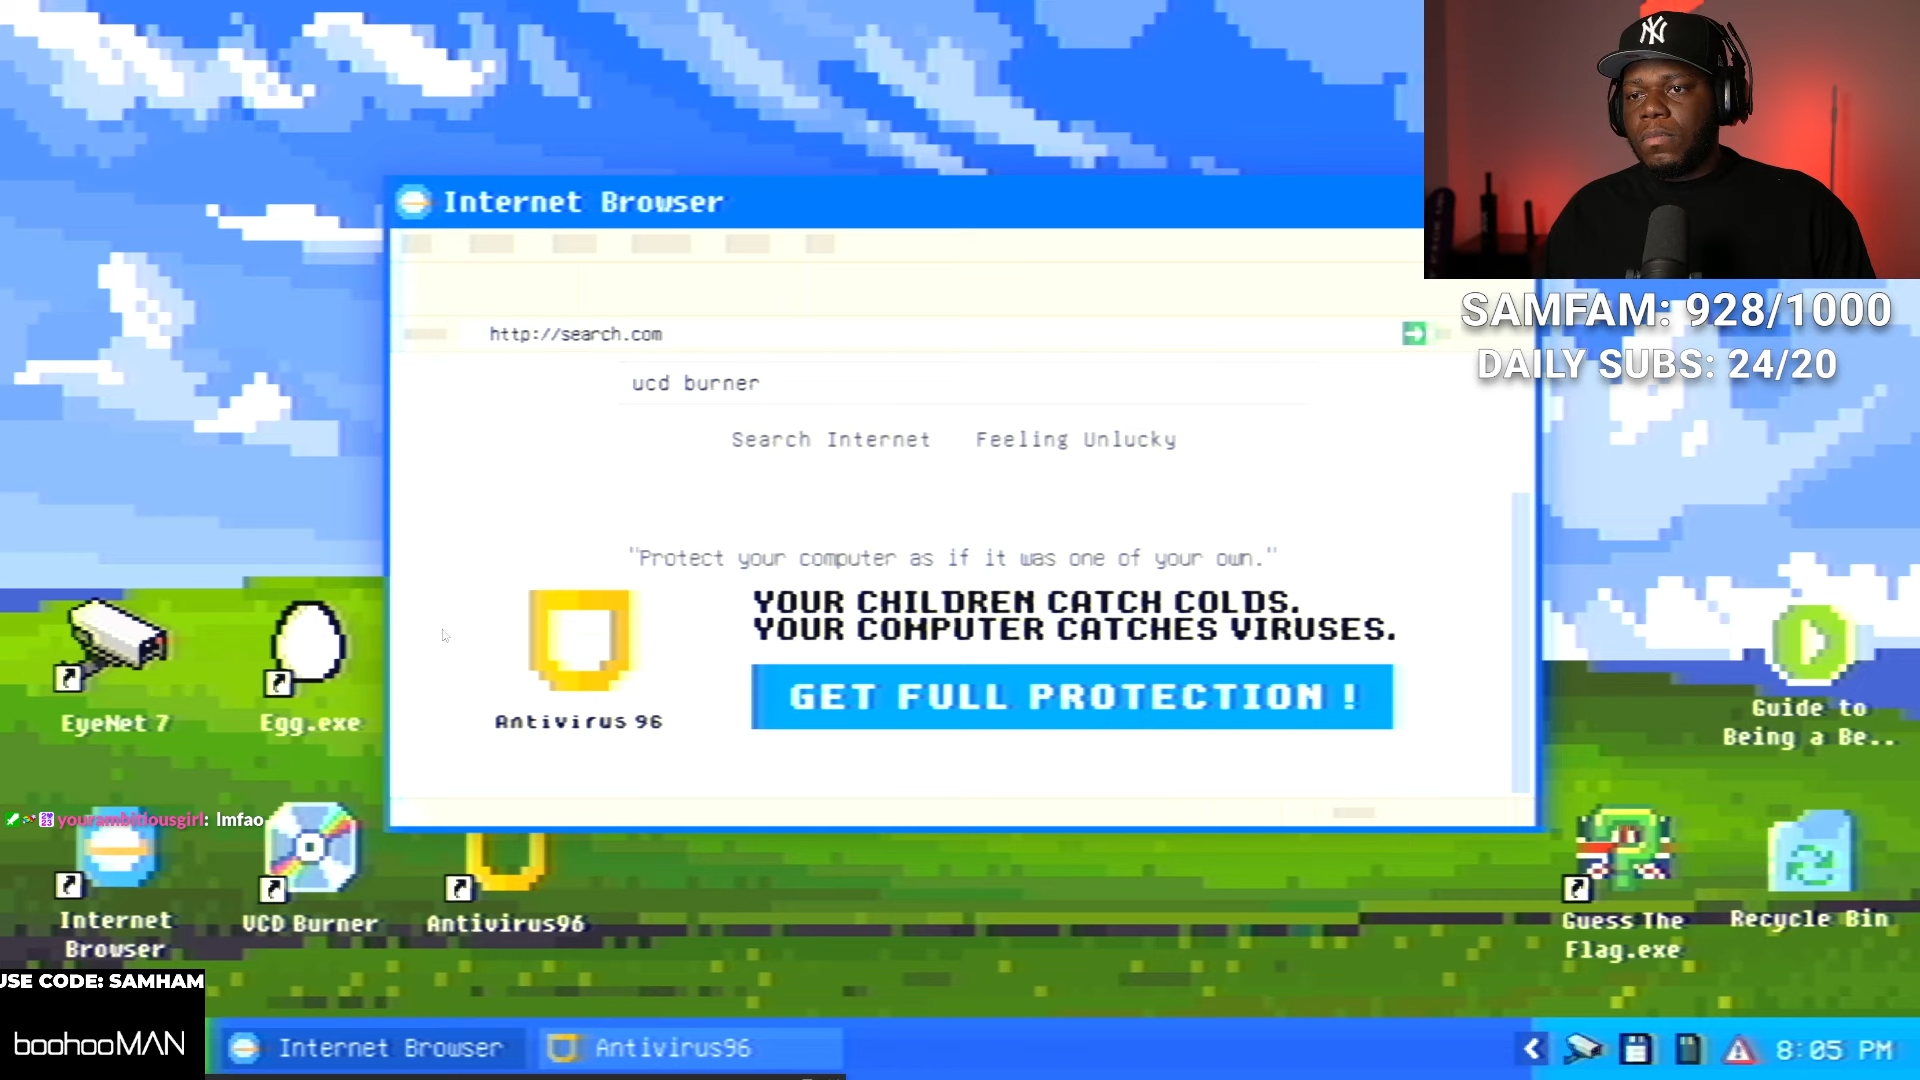 NY
Internet Browser
http://search.com
ucd burner
Search Internet
Feeling Unlucky
"Protect your computer as if it was one of your own."
YOUR CHILDREN CATCH COLDS.
YOUR COMPUTER CATCHES VIRUSES.
GET FULL PROTECTION !
Antivirus 96
SAMFAM: 928/1000
DAILY SUBS: 24/20
EyeNet 7
Egg.exe
Guide to
Being a Be..
yourambitiousgirl: lmfao
Internet
Browser
VCD Burner
Antivirus96
Guess The
Flag.exe
Recycle Bin
USE CODE: SAMHAM
boohooMAN
Internet Browser
Antivirus96
8:05 PM